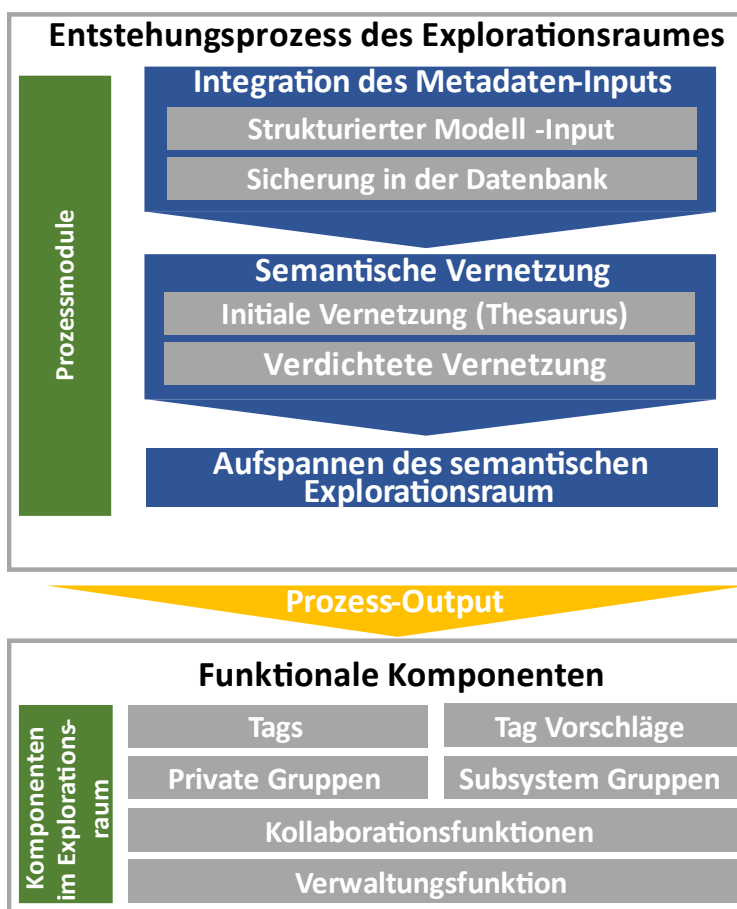 Entstehungsprozess des Explorationsraumes
Prozessmodule
Integration des Metadaten-Inputs
Strukturierter Modell -Input
Sicherung in der Datenbank
Semantische Vernetzung
Initiale Vernetzung (Thesaurus)
Verdichtete Vernetzung
Aufspannen des semantischen
Explorationsraum
Prozess-Output
Funktionale Komponenten
Komponenten
im Explorations-
raum
Tags
Tag Vorschläge
Private Gruppen
Subsystem Gruppen
Kollaborationsfunktionen
Verwaltungsfunktion